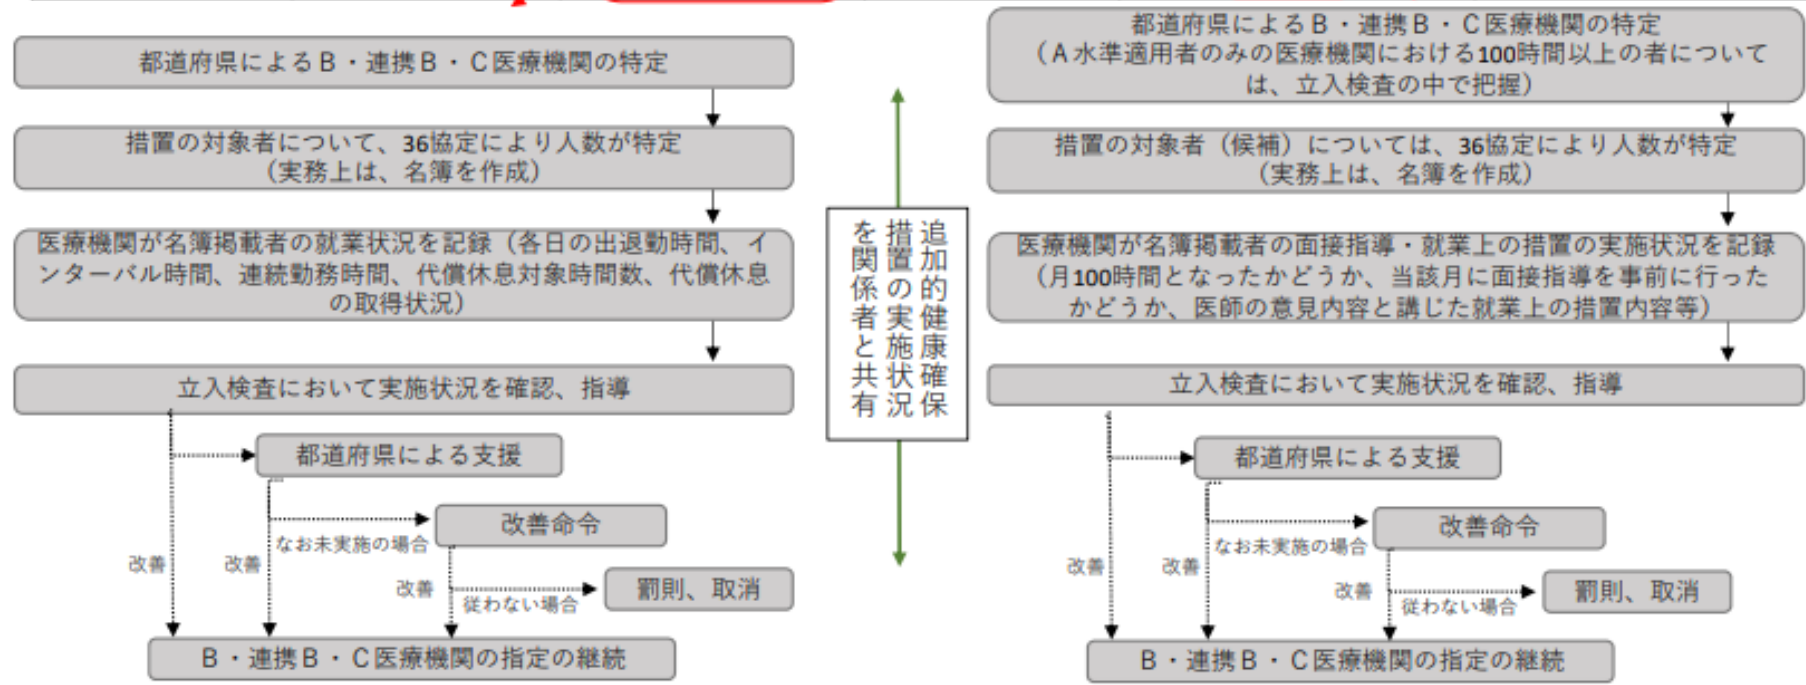 都道府県によるB・連携B・C医療機関の特定
措置の対象者について、36協定により人数が特定
（実務上は、名簿を作成）
医療機関が名簿掲載者の就業状況を記録（各日の出退勤時間、イ
ンターバル時間、連続勤務時間、代償休息対象時間数、代償休息
の取得状況）
立入検査において実施状況を確認、指導
都道府県による支援
改善命令
なお未実施の場合
改善
改善
改善
罰則、取消
従わない場合
B・連携B・C医療機関の指定の継続
追加的健康確保
措置の実施状況
を関係者と共有
都道府県によるB・連携B・C医療機関の特定
（A水準適用者のみの医療機関における100時間以上の者について
は、立入検査の中で把握）
措置の対象者（候補）については、36協定により人数が特定
（実務上は、名簿を作成）
医療機関が名簿掲載者の面接指導・就業上の措置の実施状況を記録
（月100時間となったかどうか、当該月に面接指導を事前に行った
かどうか、医師の意見内容と講じた就業上の措置内容等）
立入検査において実施状況を確認、指導
都道府県による支援
改善命令
なお未実施の場合
改善
改善
改善
罰則、取消
従わない場合
B・連携B・C医療機関の指定の継続